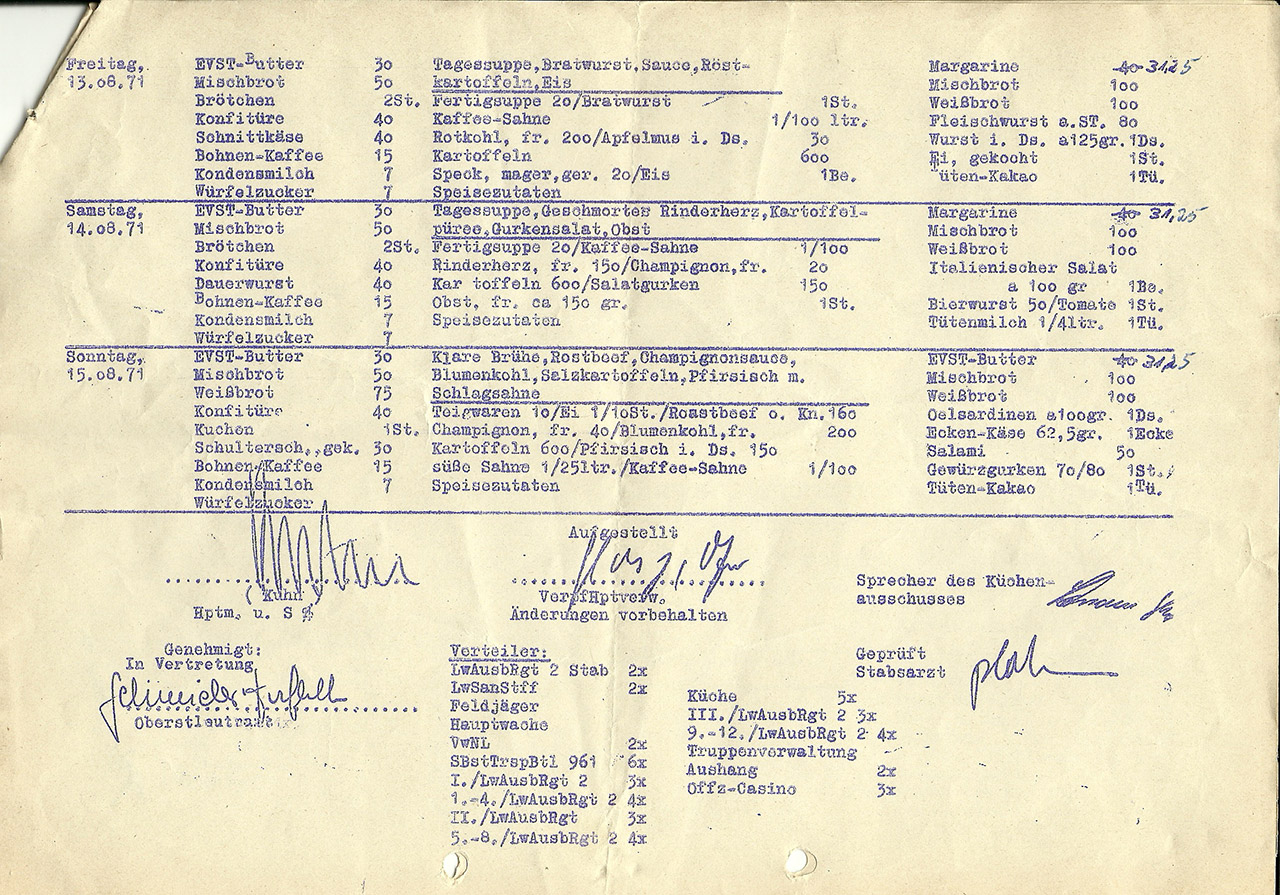 Freitag, EVST-Butter 30 Tagessuppe,Bratwurst,Sauce,Röst- Margarine 40 31,25
13.08.71 Mischbrot 50 kartoffeln,Eis Mischbrot 100
Brötchen 2St. Fertigsuppe 20/Bratwurst 1St. Weißbrot 100
Konfitüre 40 Kaffee-Sahne 1/100 ltr. Fleischwurst a.ST. 80
Schnittkäse 40 Rotkohl, fr. 200/Apfelmus i. Ds. 30 Wurst i. Ds. a125gr. 1Ds.
Bohnen-Kaffee 15 Kartoffeln 600 Ei, gekocht 1St.
Kondensmilch 7 Speck, mager,ger. 20/Eis 1Be. üten-Kakao 1Tü.
Würfelzucker 7 Speisezutaten
Samstag, EVST-Butter 30 Tagessuppe,Geschmortes Rinderherz,Kartoffel- Margarine 40 31,25
14.08.71 Mischbrot 50 püree,Gurkensalat,Obst Mischbrot 100
Brötchen 2St. Fertigsuppe 20/Kaffee-Sahne 1/100 Weißbrot 100
Konfitüre 40 Rinderherz, fr. 150/Champignon,fr. 20 Italienischer Salat
Dauerwurst 40 Kar toffeln 600/Salatgurken 150 a 100 gr 1Be.
Bohnen-Kaffee 15 Obst, fr. ca 150 gr. 1St. Bierwurst 50/Tomate 1St.
Kondensmilch 7 Speisezutaten Tütenmilch 1/4ltr. 1Tü.
Würfelzucker 7
Sonntag, EVST-Butter 30 Klare Brühe,Rostbeef,Champignonsauce, EVST-Butter 40 31,25
15.08.71 Mischbrot 50 Blumenkohl,Salzkartoffeln,Pfirsisch m. Mischbrot 100
Weißbrot 75 Schlagsahne Weißbrot 100
Konfitüre 40 Teigwaren 10/Ei 1/10St./Roastbeef o. Kn.160 Oelsardinen a100gr. 1Ds.
Kuchen 1St. Champignon, fr. 40/Blumenkohl,fr. 200 Ecken-Käse 62,5gr. 1Ecke
Schultersch.,gek. 30 Kartoffeln 600/Pfirsisch i. Ds. 150 Salami 50
Bohnen-Kaffee 15 süße Sahne 1/25ltr./Kaffee-Sahne 1/100 Gewürzgurken 70/80 1St.
Kondensmilch 7 Speisezutaten Tüten-Kakao 1Tü.
Würfelzucker
Aufgestellt
( Kuhn ) VerpfHptverw. Sprecher des Küchen-
Hptm. u. S 4 Änderungen vorbehalten ausschusses
Genehmigt:
In Vertretung
Oberstleutnant
Geprüft
Stabsarzt
Verteiler:
LwAusbRgt 2 Stab 2x
LwSanStff 2x
Feldjäger
Hauptwache
VwNL 2x
SBstTrspBtl 961 6x
I./LwAusbRgt 2 3x
1.-4./LwAusbRgt 2 4x
II./LwAusbRgt 3x
5.-8./LwAusbRgt 2 4x
Küche 5x
III./LwAusbRgt 2 3x
9.-12./LwAusbRgt 2 4x
Truppenverwaltung
Aushang 2x
Offz-Casino 3x